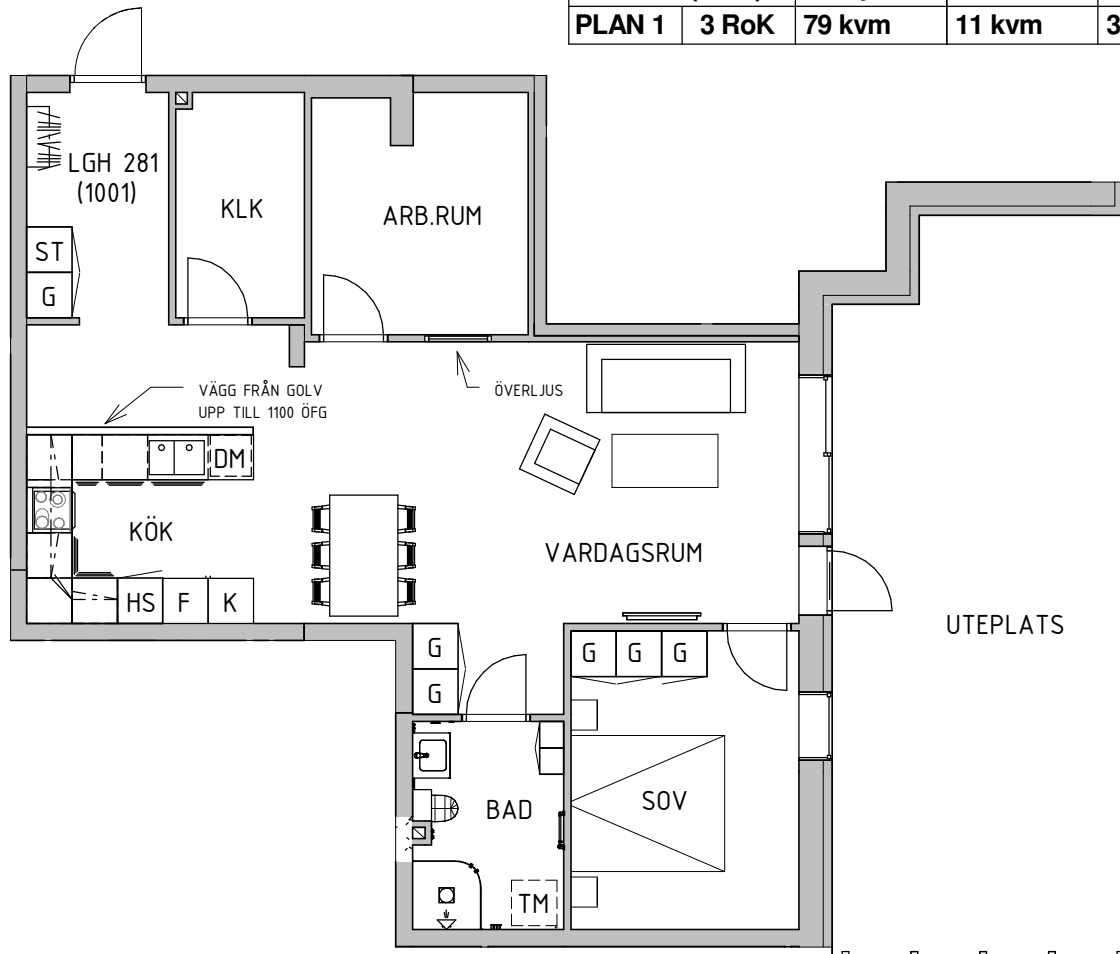 PLAN 1 3 RoK 79 kvm 11 kvm 3
LGH 281
(1001)
KLK
ARB.RUM
ST
G
VÄGG FRÅN GOLV
UPP TILL 1100 ÖFG
ÖVERLJUS
DM
KÖK
VARDAGSRUM
HS F K
UTEPLATS
G
G
G G G
BAD
SOV
TM